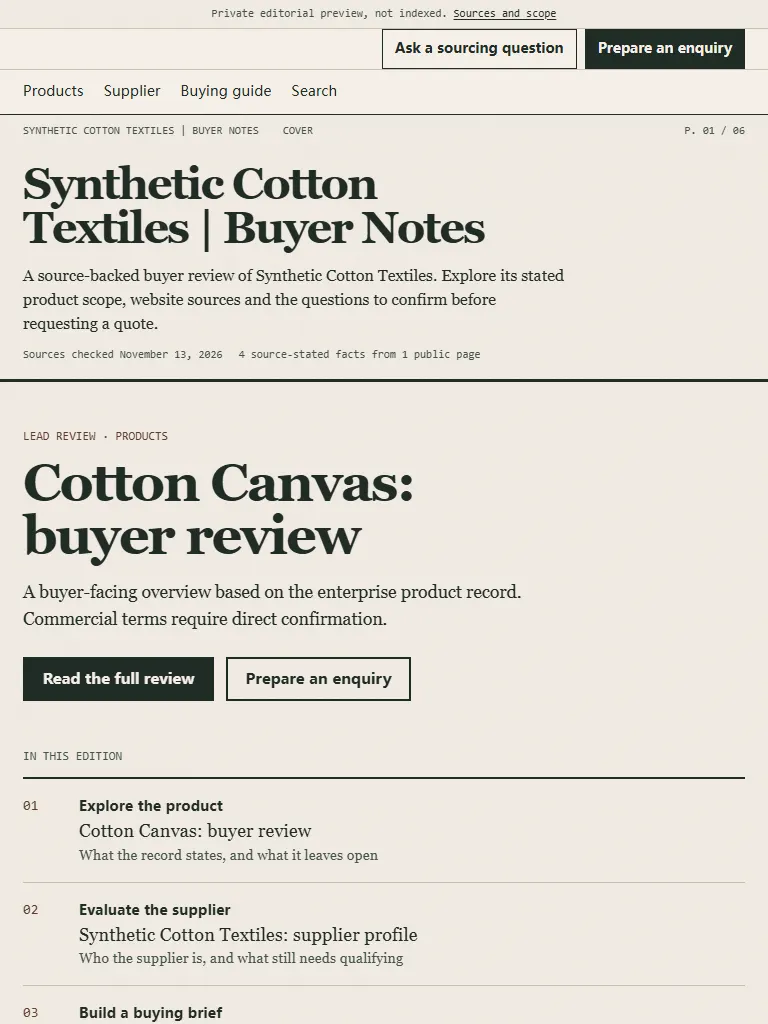 Private editorial preview, not indexed. Sources and scope
Ask a sourcing question
Prepare an enquiry
Products Supplier Buying guide Search
SYNTHETIC COTTON TEXTILES | BUYER NOTES COVER P. 01 / 06
Synthetic Cotton
Textiles | Buyer Notes
A source-backed buyer review of Synthetic Cotton Textiles. Explore its stated
product scope, website sources and the questions to confirm before
requesting a quote.
Sources checked November 13, 2026 4 source-stated facts from 1 public page
LEAD REVIEW · PRODUCTS
Cotton Canvas:
buyer review
A buyer-facing overview based on the enterprise product record.
Commercial terms require direct confirmation.
Read the full review
Prepare an enquiry
IN THIS EDITION
01 Explore the product
Cotton Canvas: buyer review
What the record states, and what it leaves open
02 Evaluate the supplier
Synthetic Cotton Textiles: supplier profile
Who the supplier is, and what still needs qualifying
03 Build a buying brief